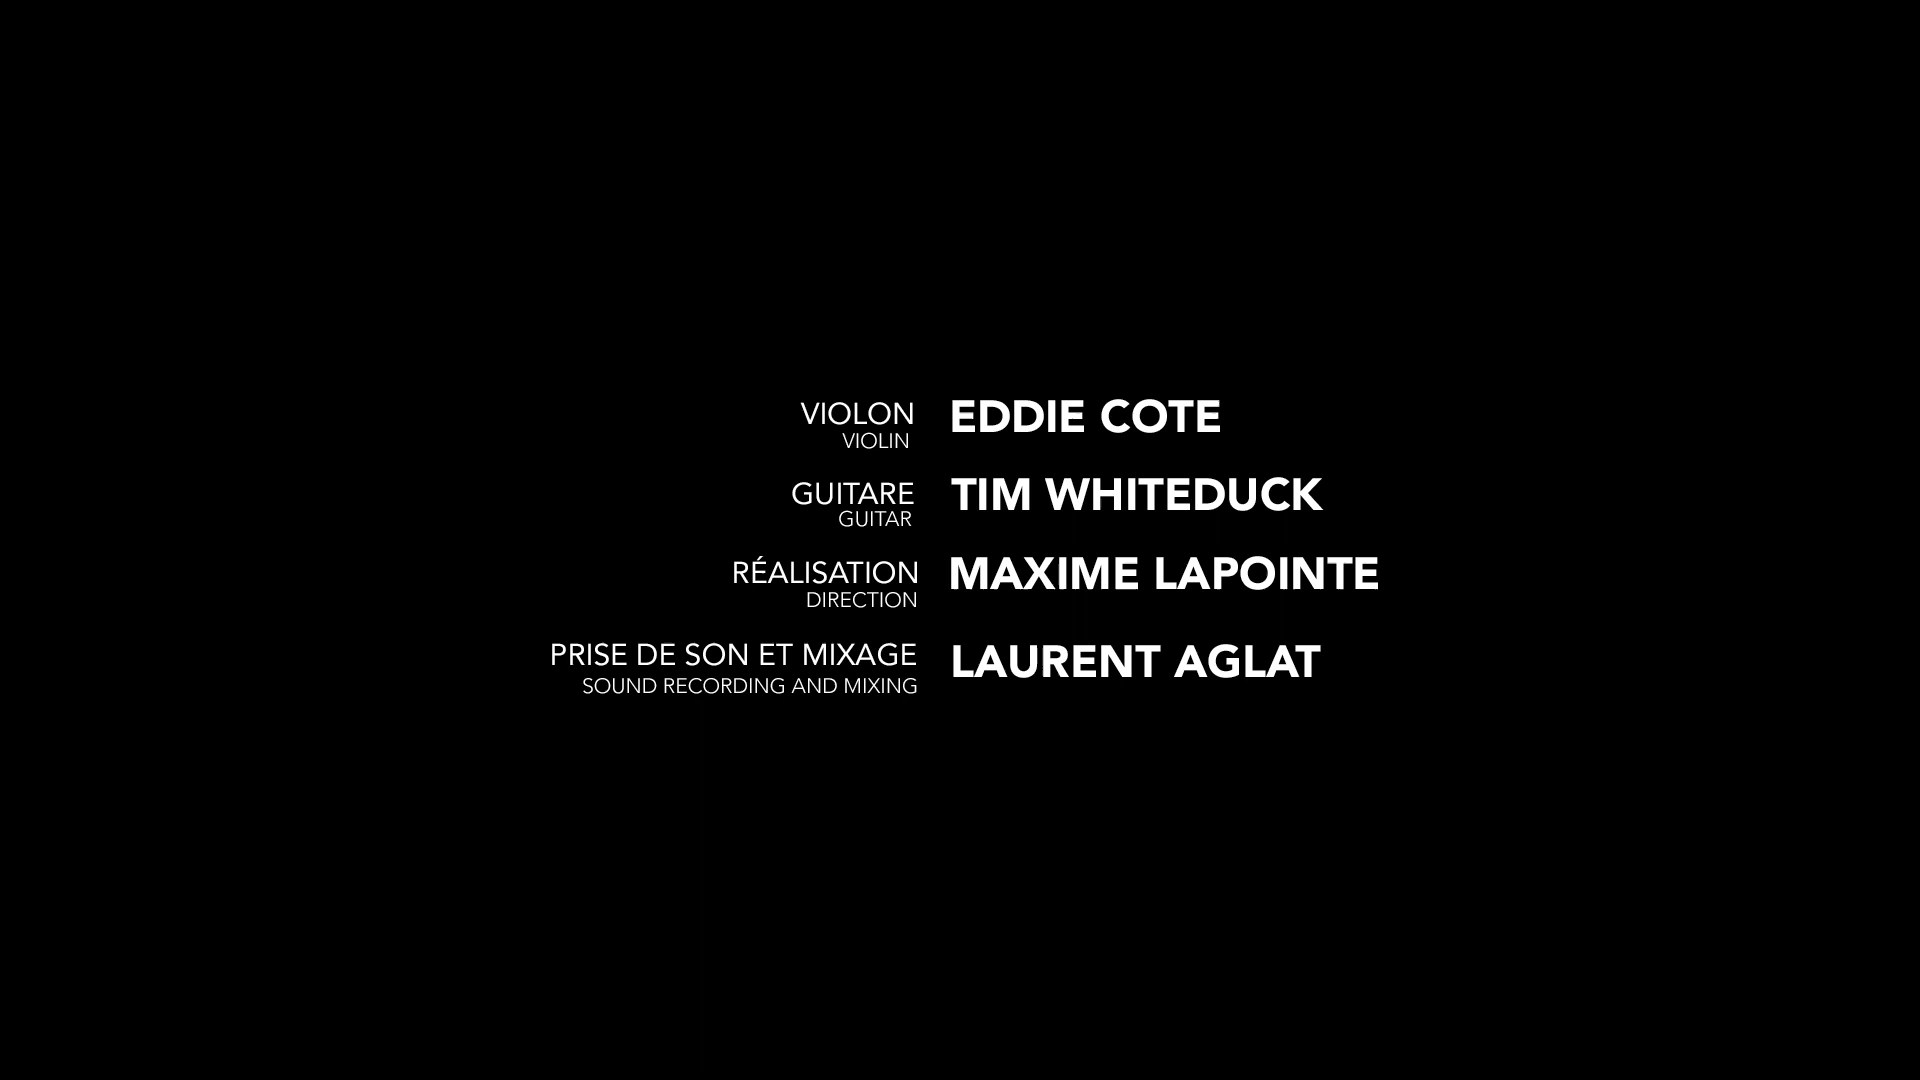 VIOLON EDDIE COTE
VIOLIN
GUITARE TIM WHITEDUCK
GUITAR
RÉALISATION MAXIME LAPOINTE
DIRECTION
PRISE DE SON ET MIXAGE LAURENT AGLAT
SOUND RECORDING AND MIXING